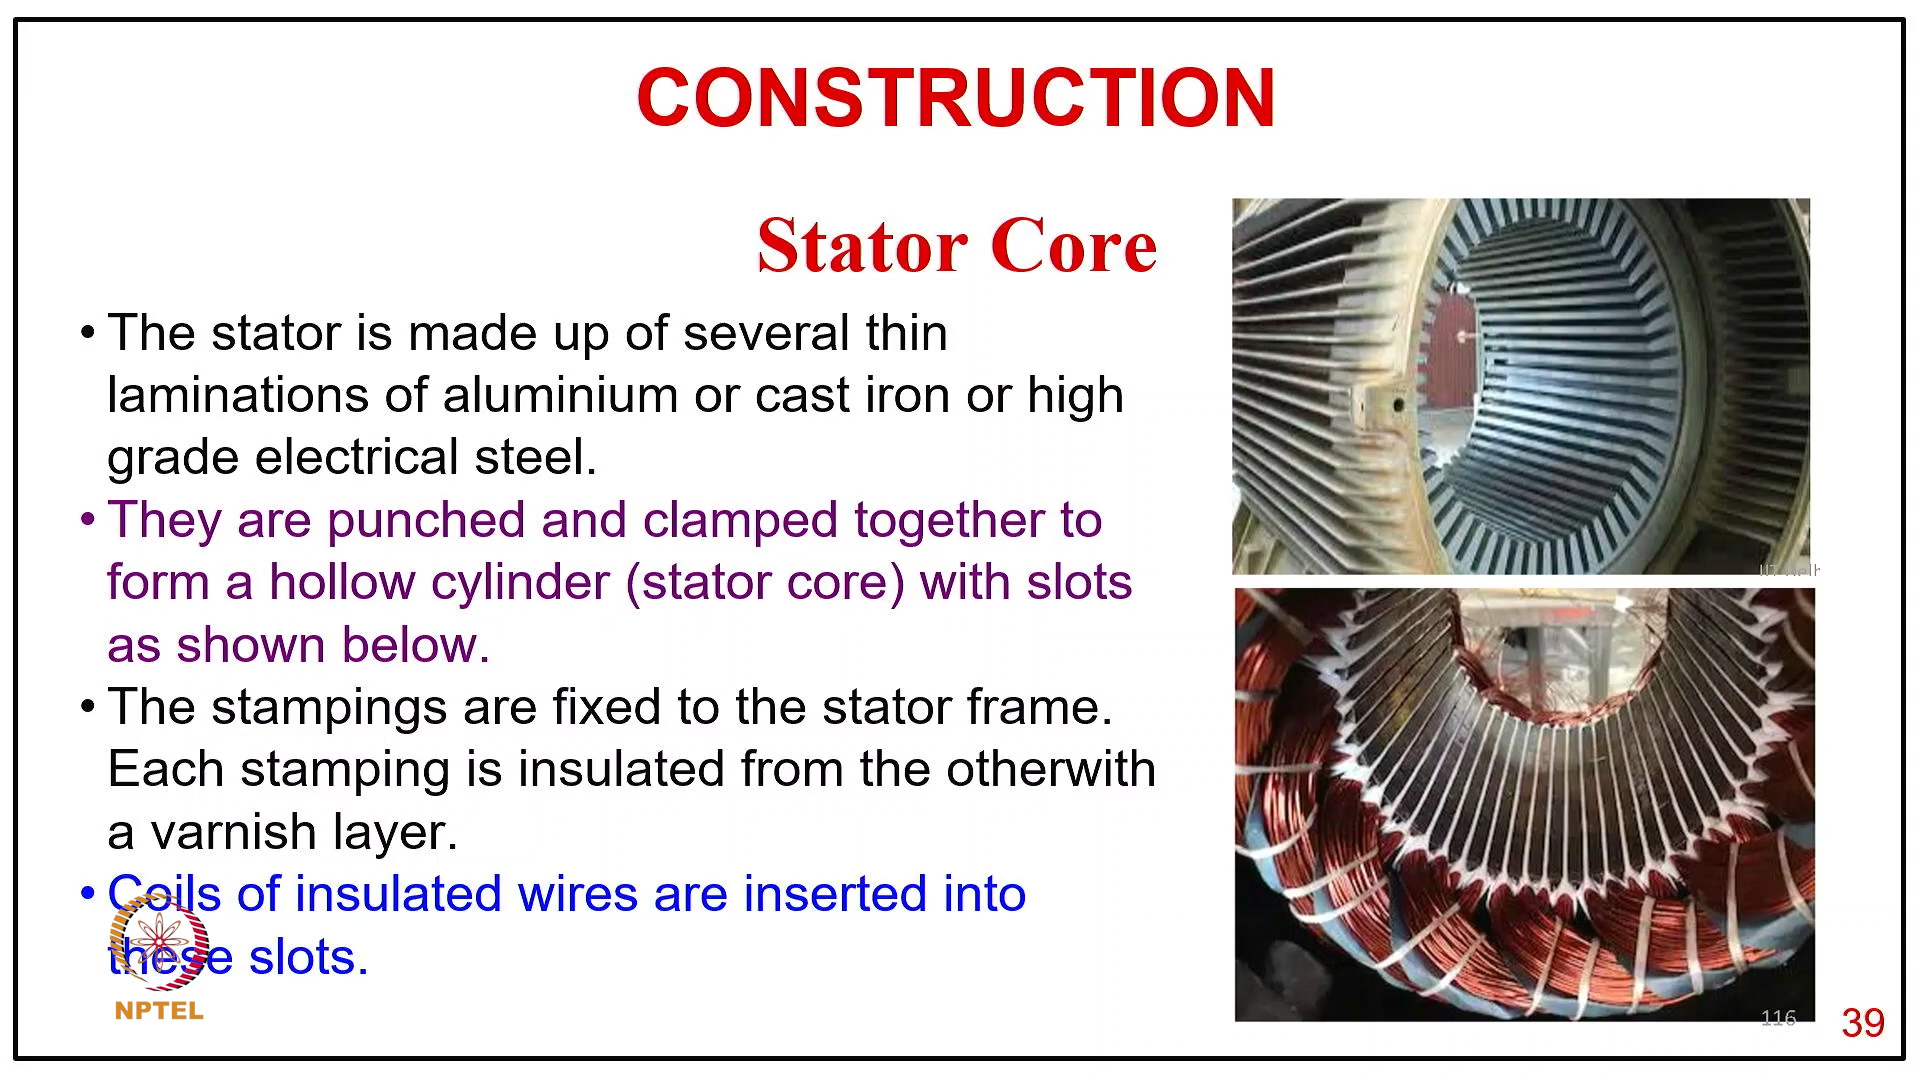 CONSTRUCTION
Stator Core
• The stator is made up of several thin
laminations of aluminium or cast iron or high
grade electrical steel.
• They are punched and clamped together to
form a hollow cylinder (stator core) with slots
as shown below.
• The stampings are fixed to the stator frame.
Each stamping is insulated from the otherwith
a varnish layer.
• Coils of insulated wires are inserted into
these slots.
NPTEL
116
39